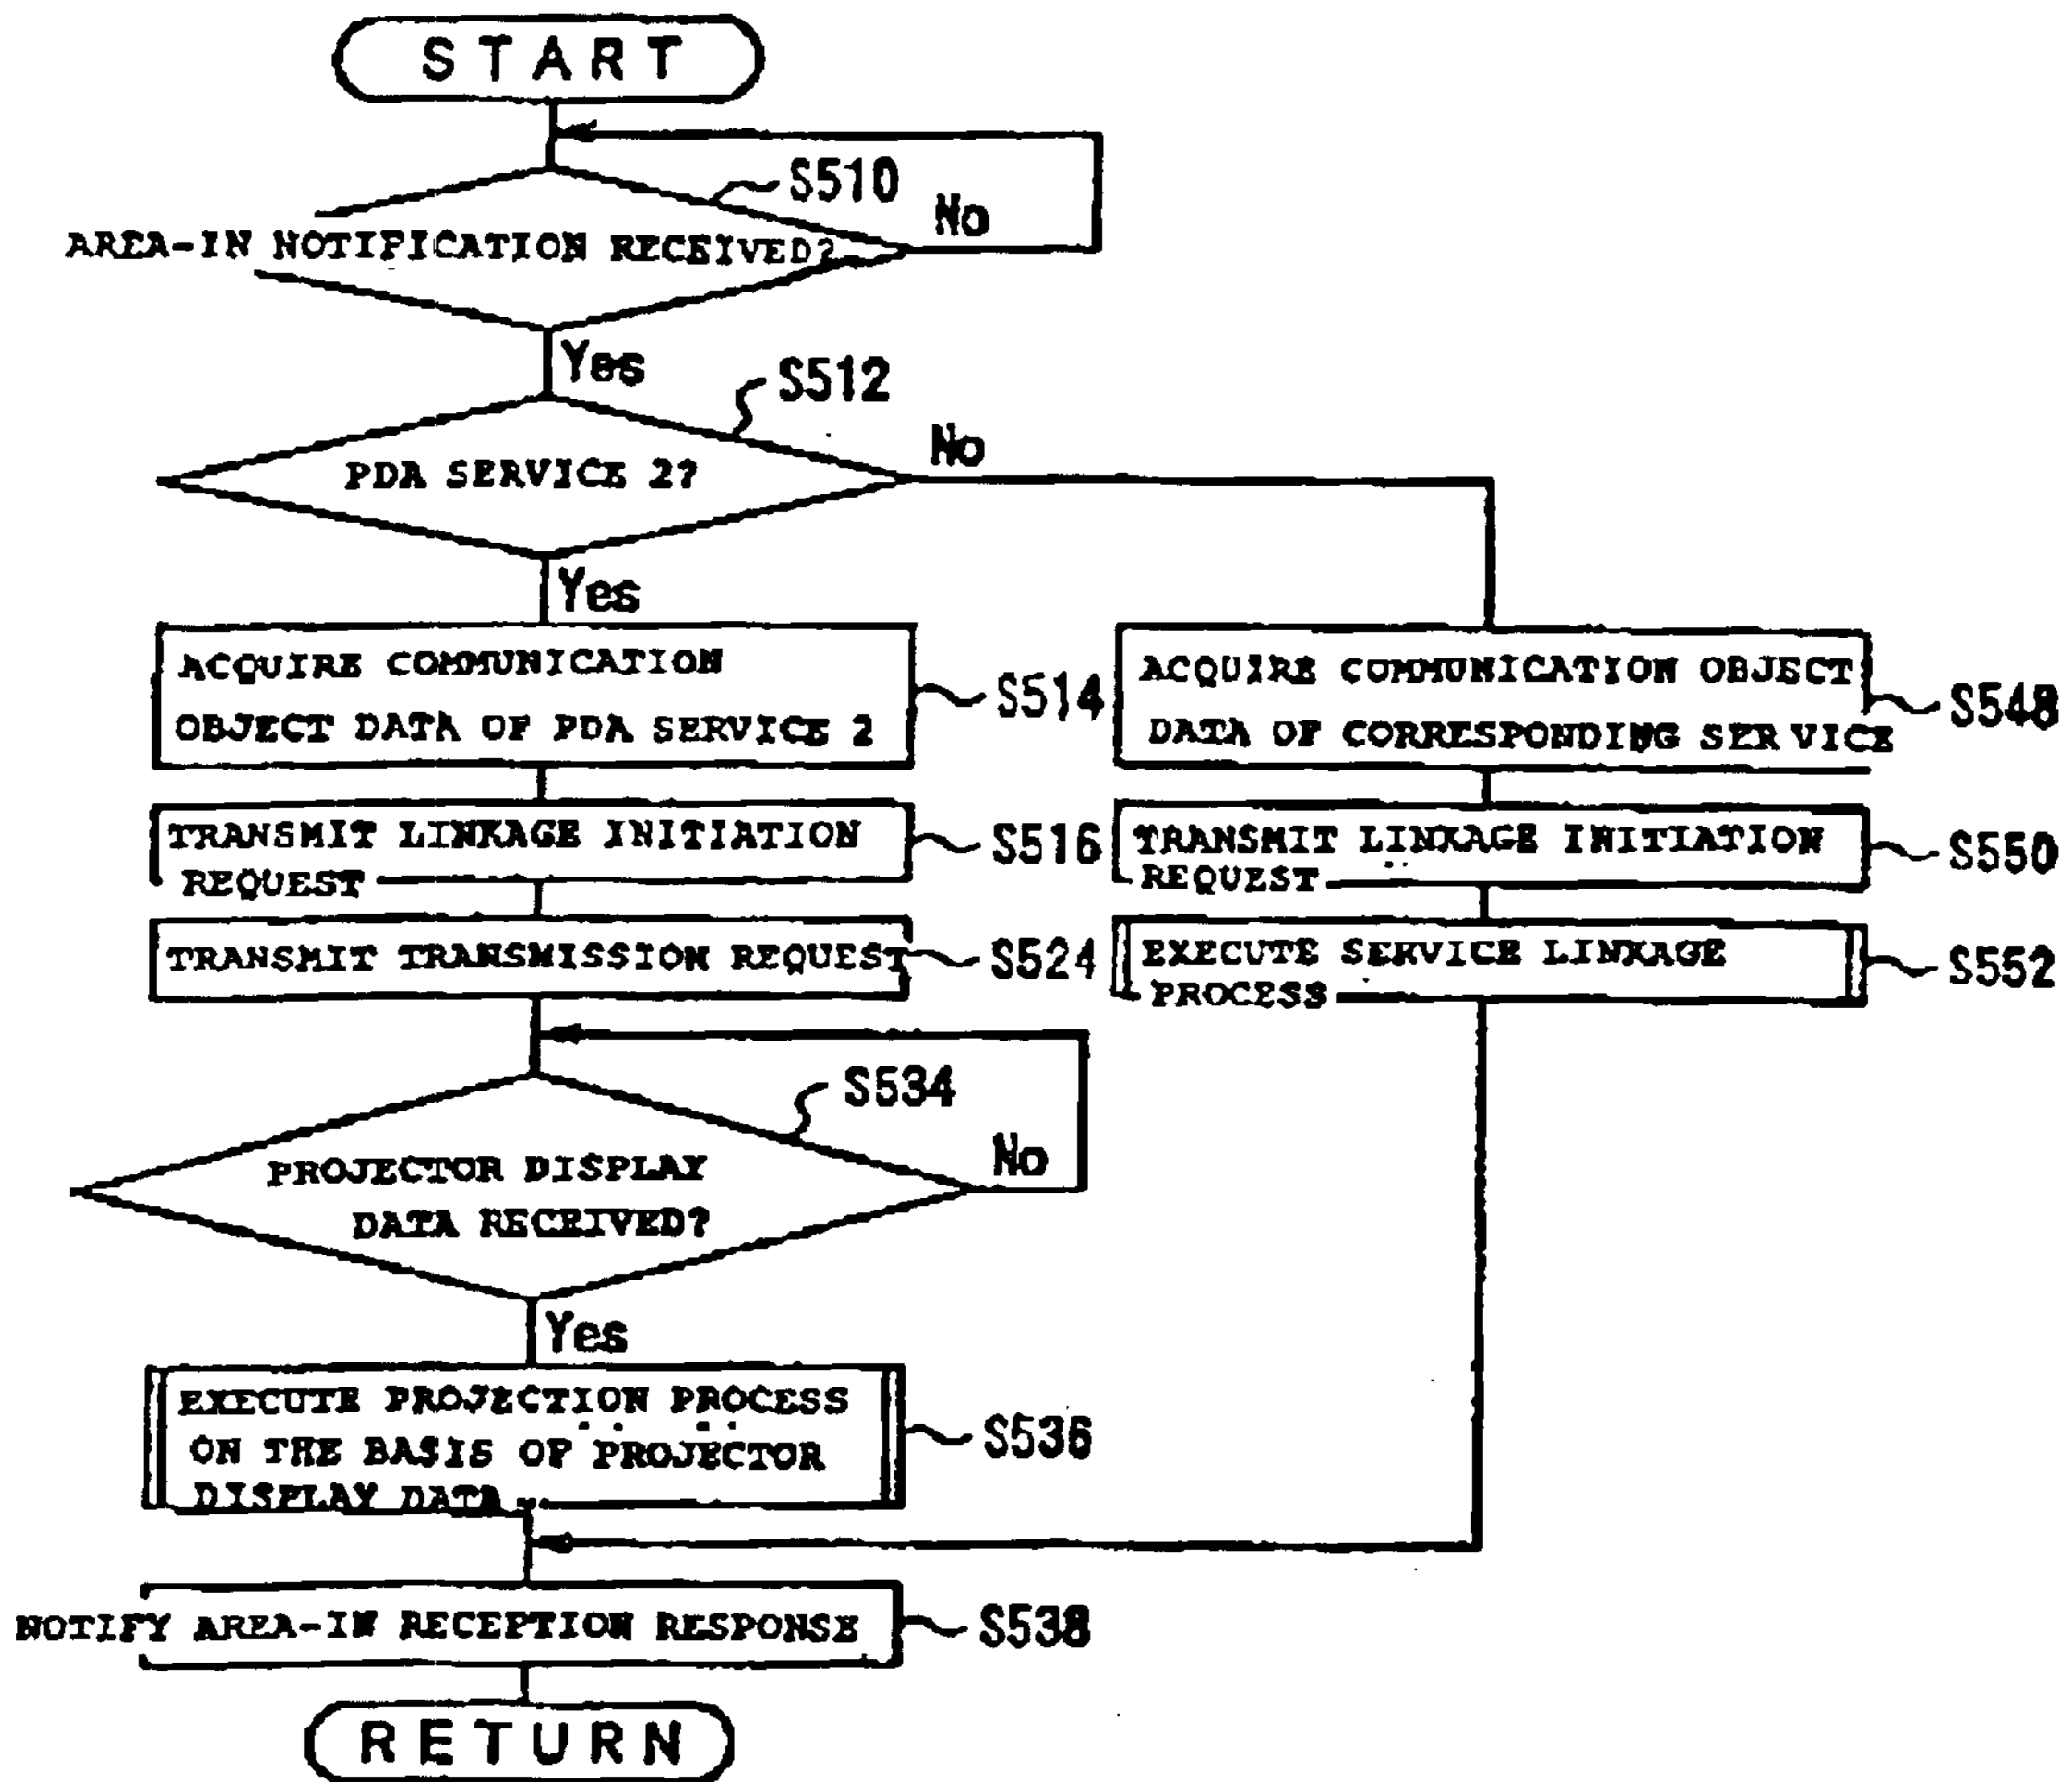 START
S510
No
AREA-IN NOTIFICATION RECEIVED?
Yes
S512
No
PDA SERVICE 2?
Yes
ACQUIRE COMMUNICATION
OBJECT DATA OF PDA SERVICE 2
S514
ACQUIRE COMMUNICATION OBJECT
DATA OF CORRESPONDING SERVICE
S548
TRANSMIT LINKAGE INITIATION
REQUEST
S516
TRANSMIT LINKAGE INITIATION
REQUEST
S550
TRANSMIT TRANSMISSION REQUEST
S524
EXECUTE SERVICE LINKAGE
PROCESS
S552
S534
No
PROJECTOR DISPLAY
DATA RECEIVED?
Yes
EXECUTE PROJECTION PROCESS
ON THE BASIS OF PROJECTOR
DISPLAY DATA
S536
NOTIFY AREA-IN RECEPTION RESPONSE
S538
RETURN